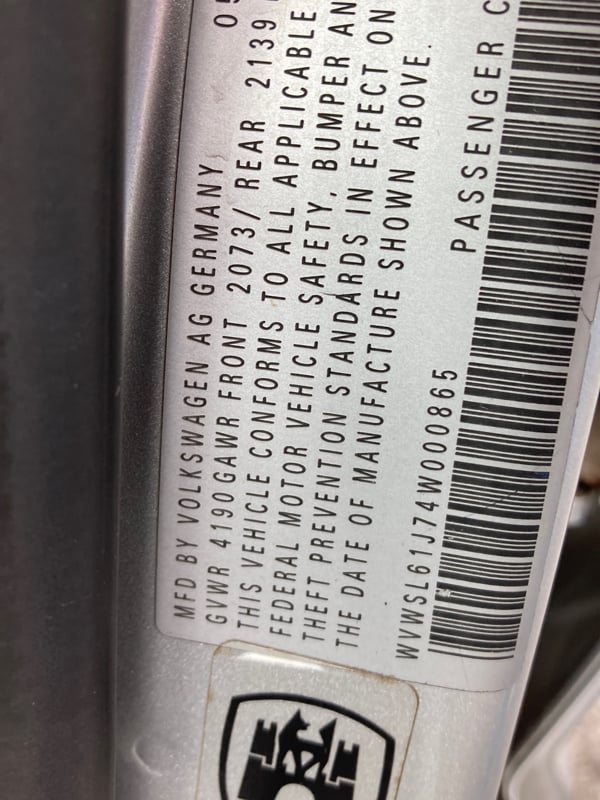 MFD BY VOLKSWAGEN AG GERMANY 05
GVWR 4190 GAWR FRONT 2073/ REAR 2139
THIS VEHICLE CONFORMS TO ALL APPLICABLE
FEDERAL MOTOR VEHICLE SAFETY, BUMPER AN
THEFT PREVENTION STANDARDS IN EFFECT ON
THE DATE OF MANUFACTURE SHOWN ABOVE.
WVWSL61J74W000865 PASSENGER C